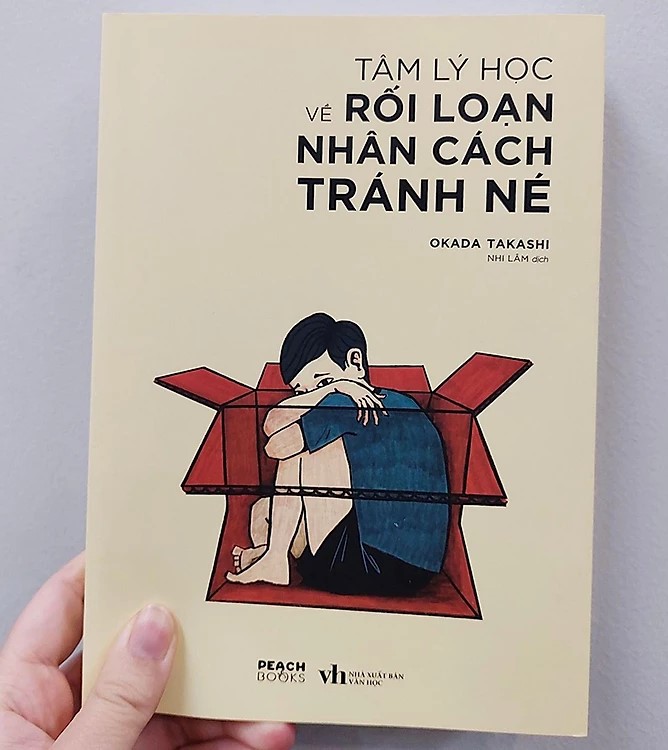 TÂM LÝ HỌC
VỀ RỐI LOẠN
NHÂN CÁCH
TRÁNH NÉ
OKADA TAKASHI
NHI LÂM dịch
PEACH
BOOKS
vh NHÀ XUẤT BẢN
VĂN HỌC